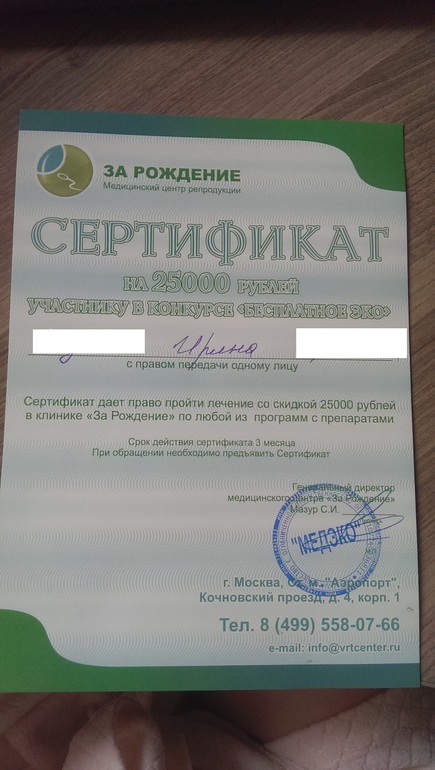 ЗА РОЖДЕНИЕ
Медицинский центр репродукции
СЕРТИФИКАТ
НА 25000 РУБЛЕЙ
УЧАСТНИКУ В КОНКУРСЕ «БЕСПЛАТНОЕ ЭКО»
Ирина
с правом передачи одному лицу
Сертификат дает право пройти лечение со скидкой 25000 рублей
в клинике «За Рождение» по любой из программ с препаратами
Срок действия сертификата 3 месяца
При обращении необходимо предъявить Сертификат
Генеральный директор
медицинского центра «За Рождение»
Мазур С.И.
"МЕДЭКО"
г. Москва, ст. м. "Аэропорт",
Кочновский проезд, д. 4, корп. 1
Тел. 8 (499) 558-07-66
e-mail: info@vrtcenter.ru